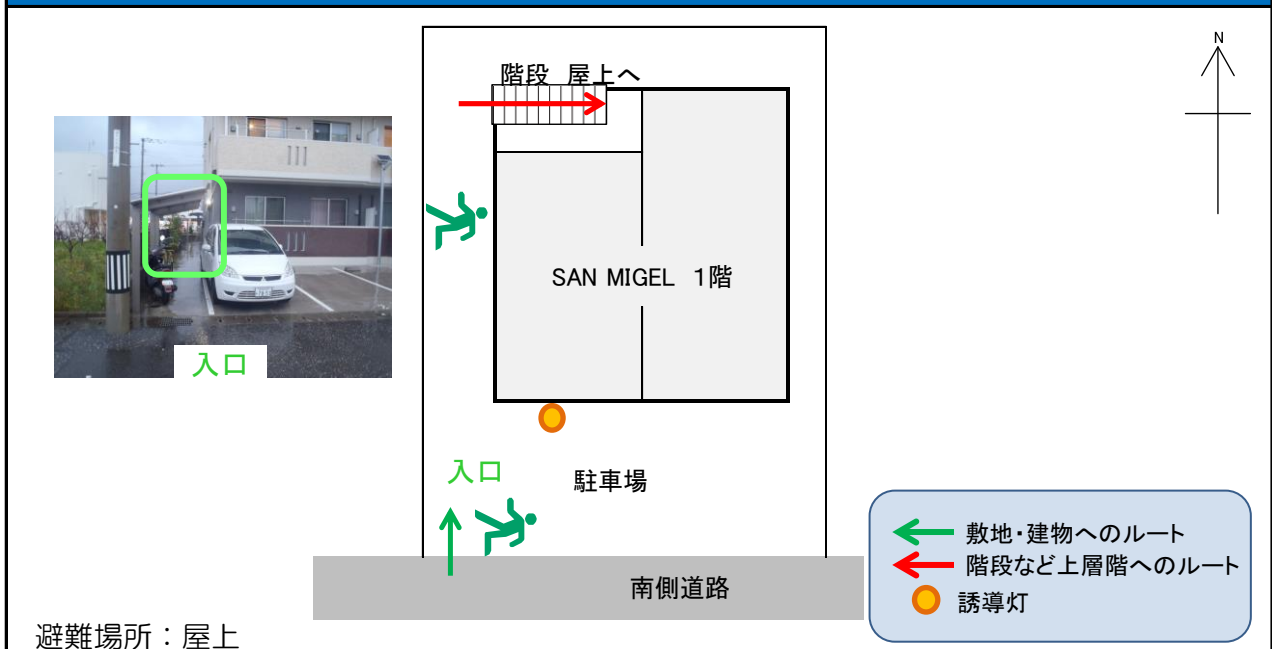 階段 屋上へ
N
SAN MIGEL 1階
入口
入口
駐車場
南側道路
敷地・建物へのルート
階段など上層階へのルート
誘導灯
避難場所：屋上